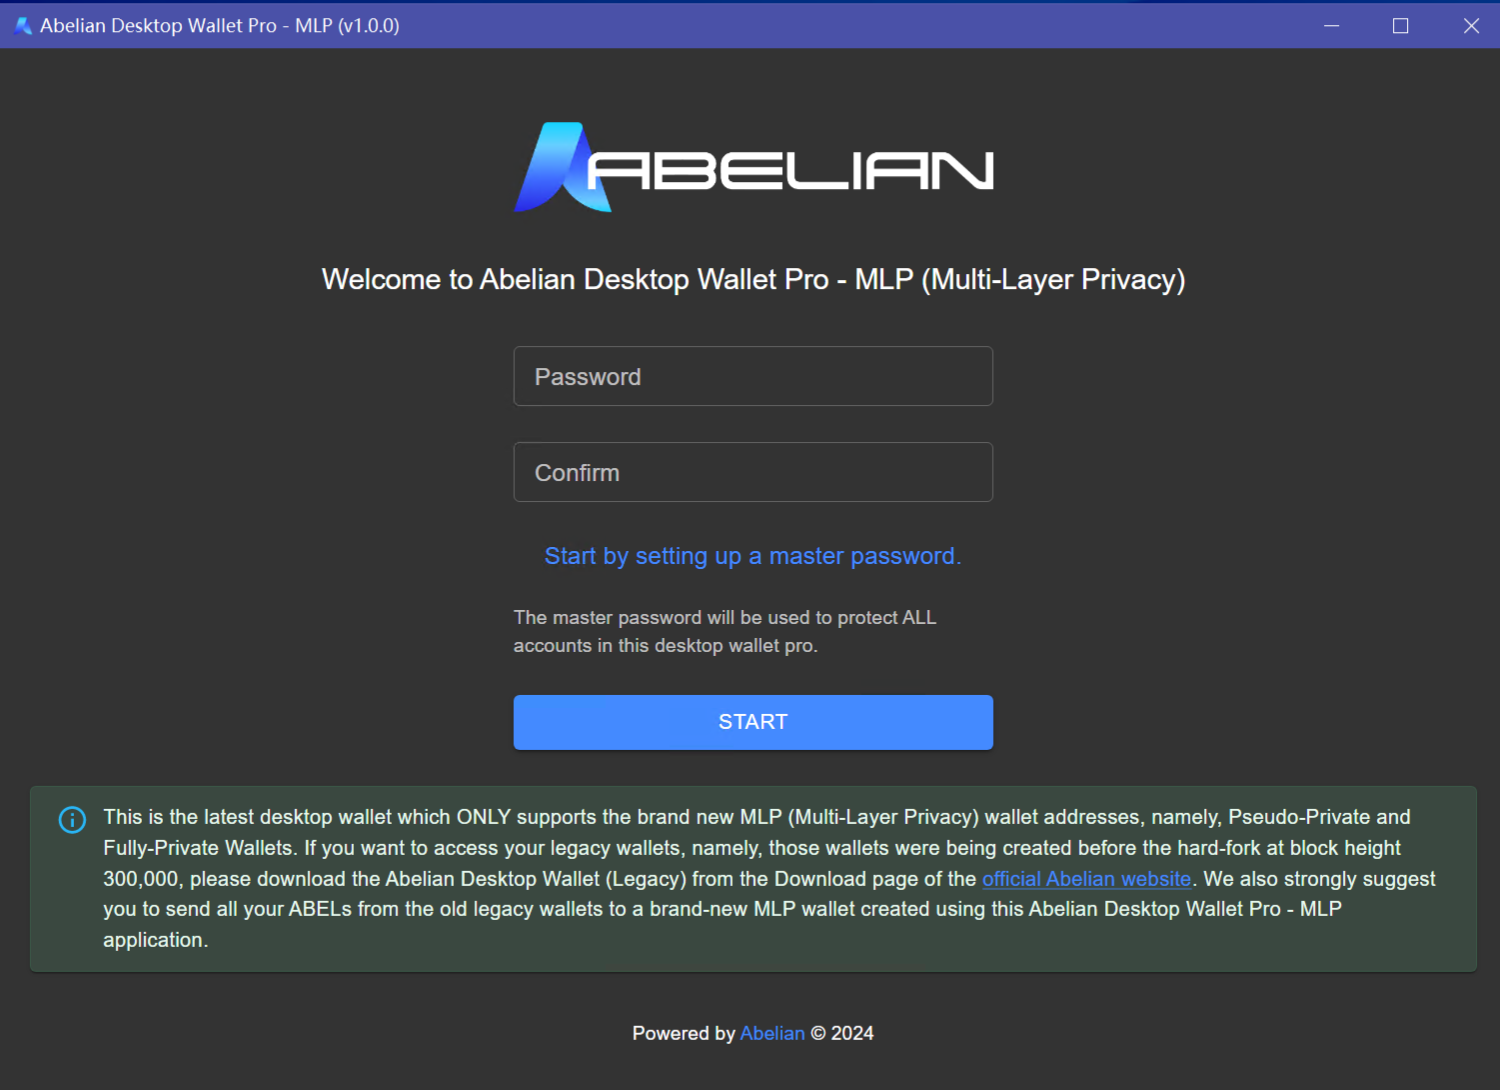 Abelian Desktop Wallet Pro - MLP (v1.0.0)
ABELIAN
Welcome to Abelian Desktop Wallet Pro - MLP (Multi-Layer Privacy)
Password
Confirm
Start by setting up a master password.
The master password will be used to protect ALL
accounts in this desktop wallet pro.
START
This is the latest desktop wallet which ONLY supports the brand new MLP (Multi-Layer Privacy) wallet addresses, namely, Pseudo-Private and
Fully-Private Wallets. If you want to access your legacy wallets, namely, those wallets were being created before the hard-fork at block height
300,000, please download the Abelian Desktop Wallet (Legacy) from the Download page of the official Abelian website. We also strongly suggest
you to send all your ABELs from the old legacy wallets to a brand-new MLP wallet created using this Abelian Desktop Wallet Pro - MLP
application.
Powered by Abelian © 2024